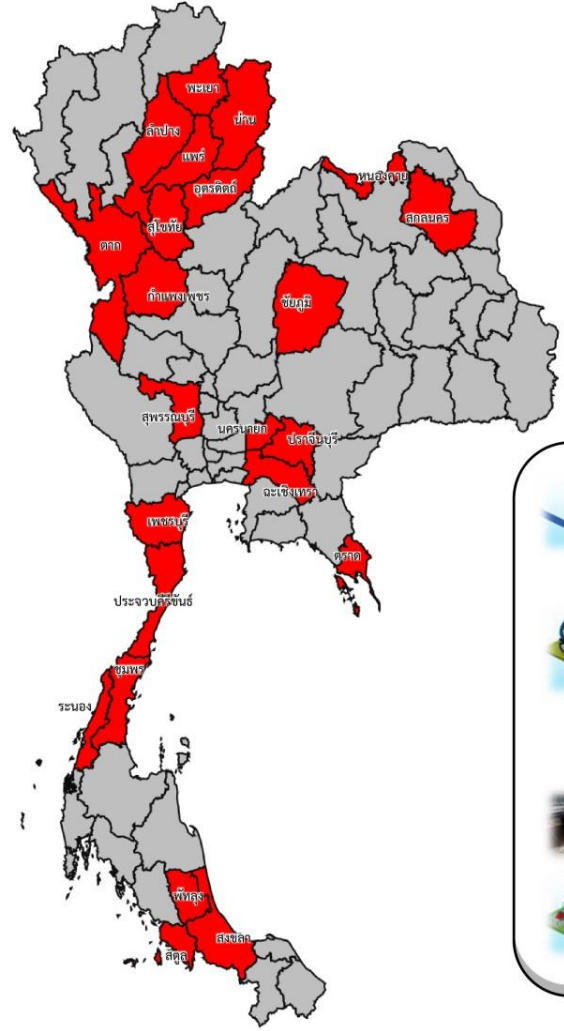 พะเยา
น่าน
ลำปาง
แพร่
อุตรดิตถ์
หนองคาย
สกลนคร
สุโขทัย
ตาก
กำแพงเพชร
ชัยภูมิ
สุพรรณบุรี
นครนายก
ปราจีนบุรี
ฉะเชิงเทรา
เพชรบุรี
ตราด
ประจวบคีรีขันธ์
ชุมพร
ระนอง
พัทลุง
สงขลา
สตูล